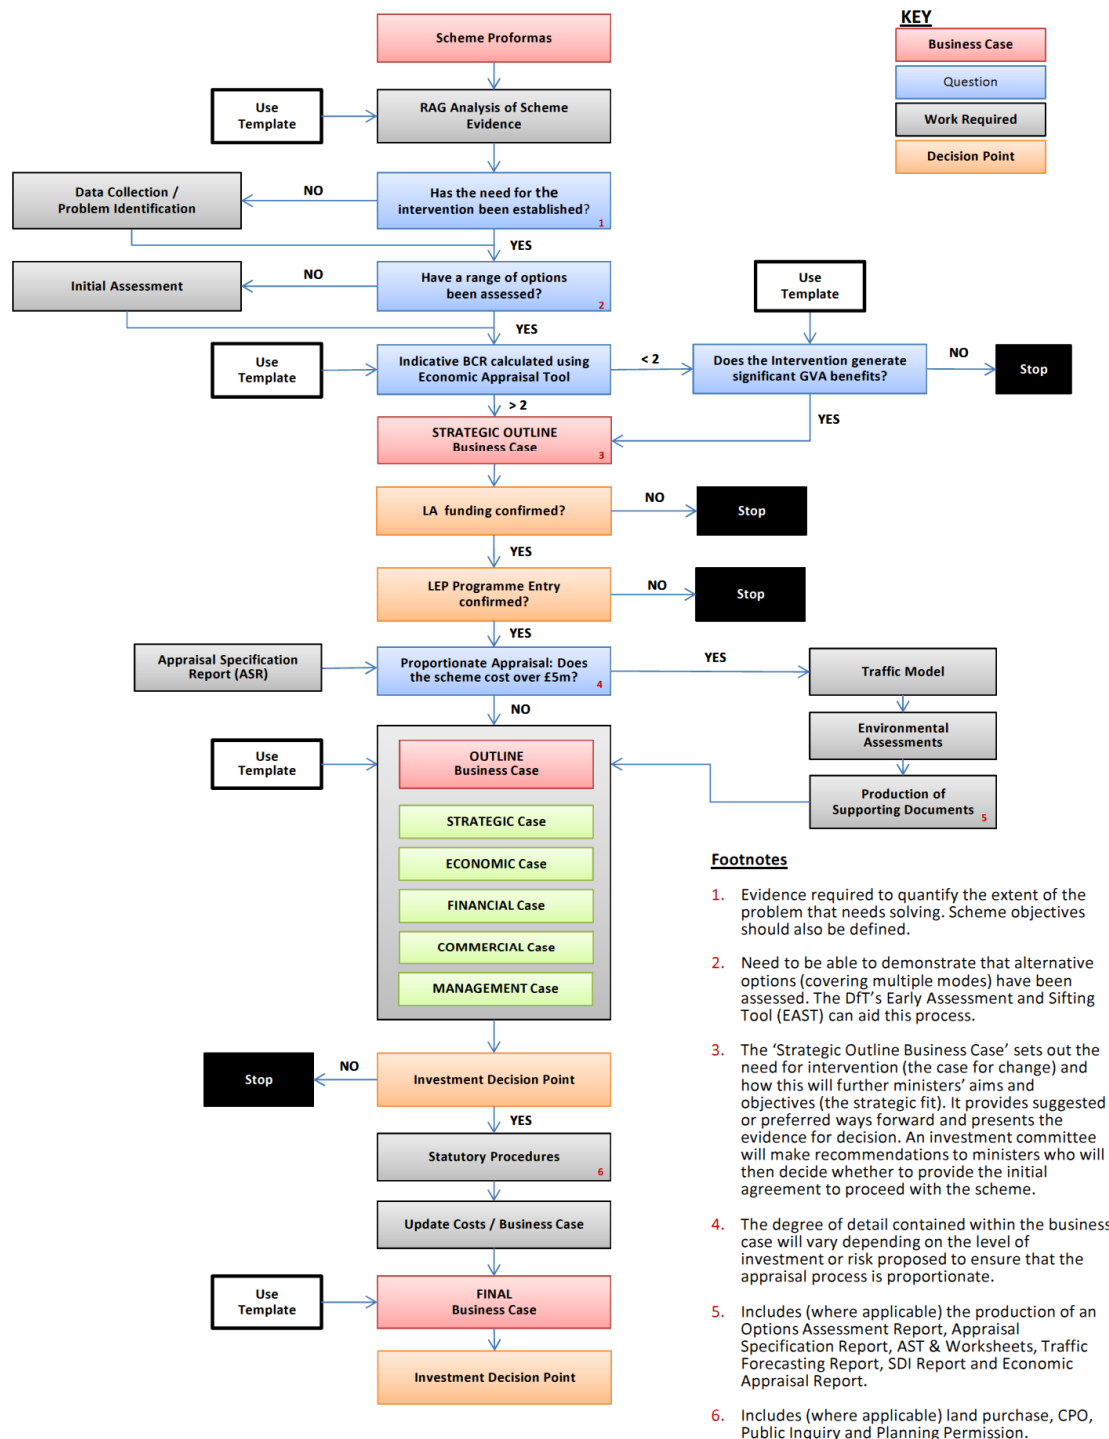 Scheme Proformas
KEY
Business Case
Question
Work Required
Decision Point
Use
Template
RAG Analysis of Scheme
Evidence
Data Collection /
Problem Identification
NO
Has the need for the
intervention been established?
1
YES
Initial Assessment
NO
Have a range of options
been assessed?
2
YES
Use
Template
Use
Template
Indicative BCR calculated using
Economic Appraisal Tool
< 2
Does the Intervention generate
significant GVA benefits?
NO
Stop
> 2
YES
STRATEGIC OUTLINE
Business Case
3
LA funding confirmed?
NO
Stop
YES
LEP Programme Entry
confirmed?
NO
Stop
YES
Appraisal Specification
Report (ASR)
Proportionate Appraisal: Does
the scheme cost over £5m?
4
YES
Traffic Model
NO
Environmental
Assessments
Production of
Supporting Documents
5
Use
Template
OUTLINE
Business Case
STRATEGIC Case
ECONOMIC Case
FINANCIAL Case
COMMERCIAL Case
MANAGEMENT Case
Stop
NO
Investment Decision Point
YES
Statutory Procedures
6
Update Costs / Business Case
Use
Template
FINAL
Business Case
Investment Decision Point
Footnotes
1. Evidence required to quantify the extent of the
problem that needs solving. Scheme objectives
should also be defined.
2. Need to be able to demonstrate that alternative
options (covering multiple modes) have been
assessed. The DfT’s Early Assessment and Sifting
Tool (EAST) can aid this process.
3. The ‘Strategic Outline Business Case’ sets out the
need for intervention (the case for change) and
how this will further ministers’ aims and
objectives (the strategic fit). It provides suggested
or preferred ways forward and presents the
evidence for decision. An investment committee
will make recommendations to ministers who will
then decide whether to provide the initial
agreement to proceed with the scheme.
4. The degree of detail contained within the business
case will vary depending on the level of
investment or risk proposed to ensure that the
appraisal process is proportionate.
5. Includes (where applicable) the production of an
Options Assessment Report, Appraisal
Specification Report, AST & Worksheets, Traffic
Forecasting Report, SDI Report and Economic
Appraisal Report.
6. Includes (where applicable) land purchase, CPO,
Public Inquiry and Planning Permission.